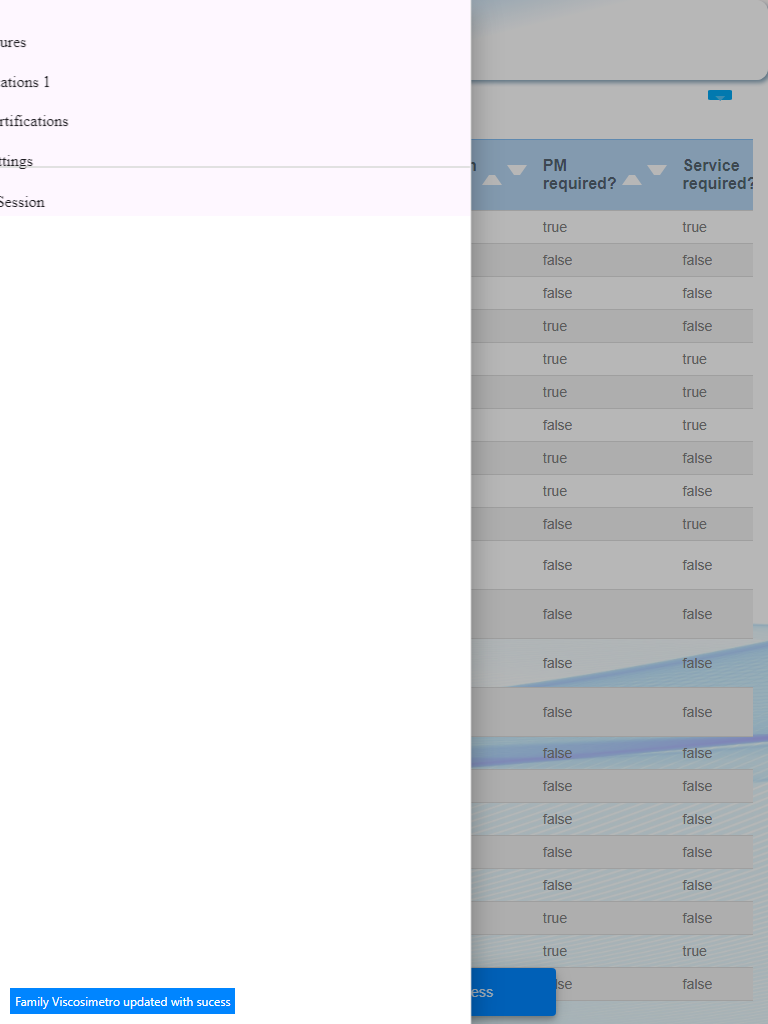 ures
ations 1
rtifications
ttings
Session
n PM required? Service required?
true true
false false
false false
true false
true true
true true
false true
true false
true false
false true
false false
false false
false false
false false
false false
false false
false false
false false
false false
true false
true true
lse false
ess
Family Viscosimetro updated with sucess